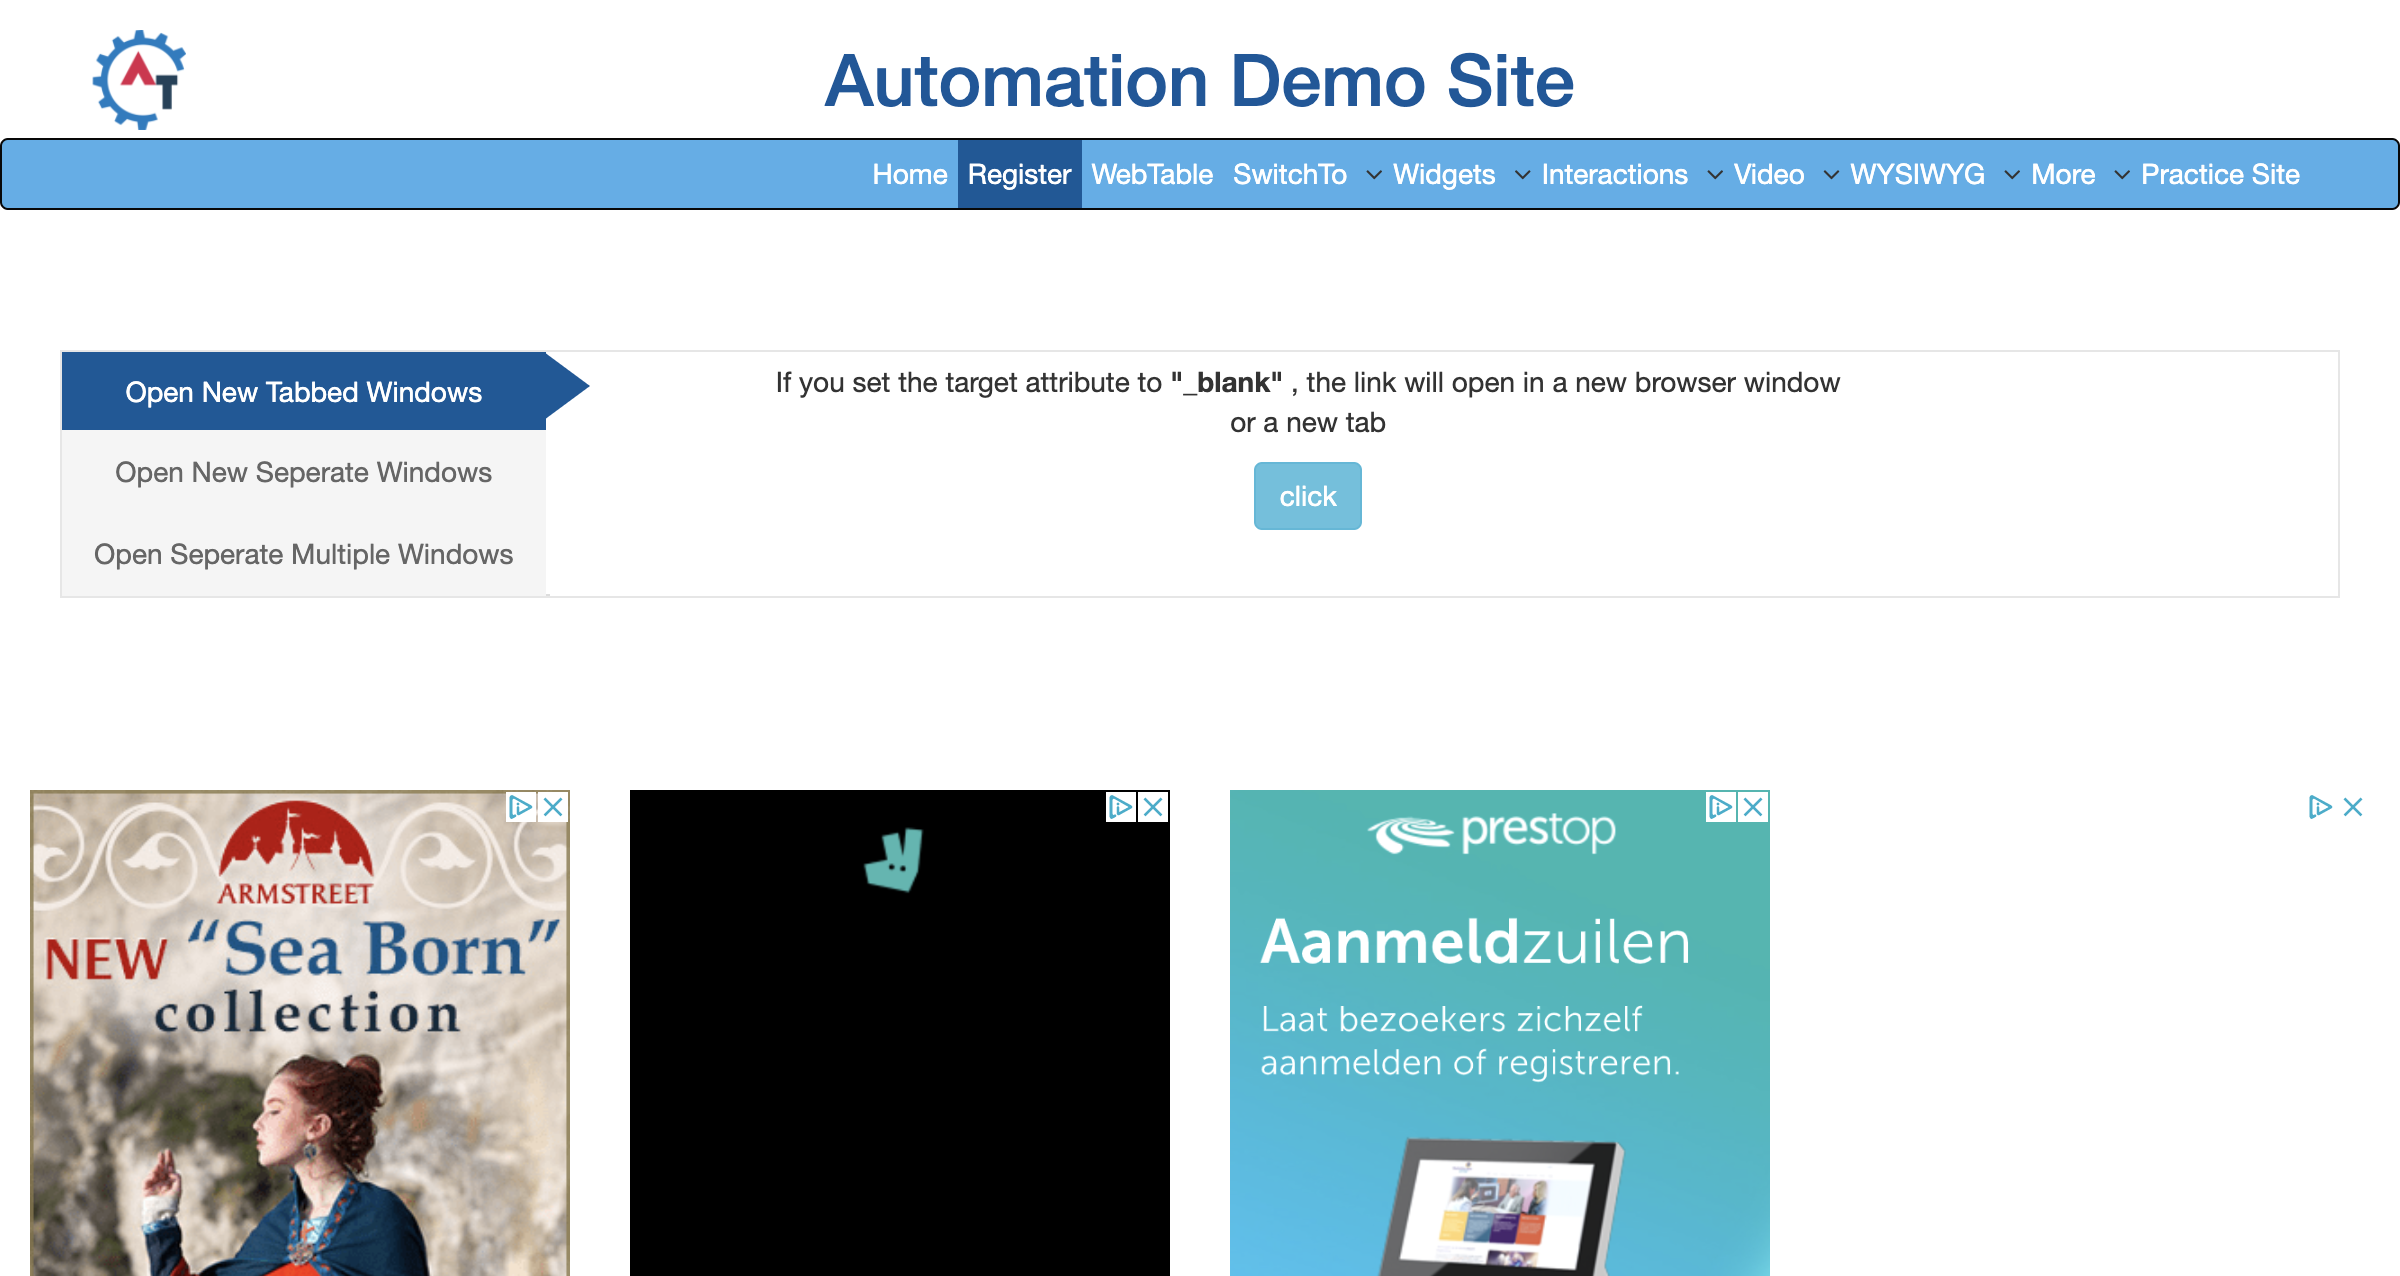 AT
Automation Demo Site
Home Register WebTable SwitchTo Widgets Interactions Video WYSIWYG More Practice Site
Open New Tabbed Windows
Open New Seperate Windows
Open Seperate Multiple Windows
If you set the target attribute to "_blank" , the link will open in a new browser window
or a new tab
click
ARMSTREET
NEW “Sea Born”
collection
prestop
Aanmeldzuilen
Laat bezoekers zichzelf
aanmelden of registreren.